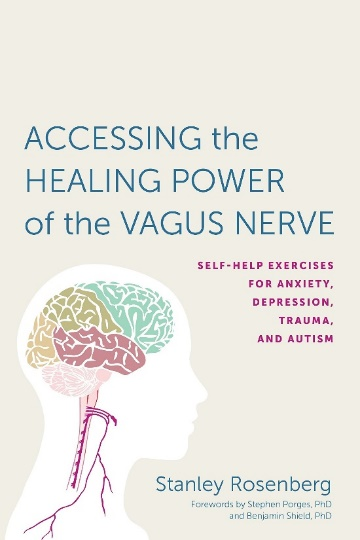 ACCESSING the
HEALING POWER
of the VAGUS NERVE
SELF-HELP EXERCISES
FOR ANXIETY,
DEPRESSION,
TRAUMA,
AND AUTISM
Stanley Rosenberg
Forewords by Stephen Porges, PhD
and Benjamin Shield, PhD